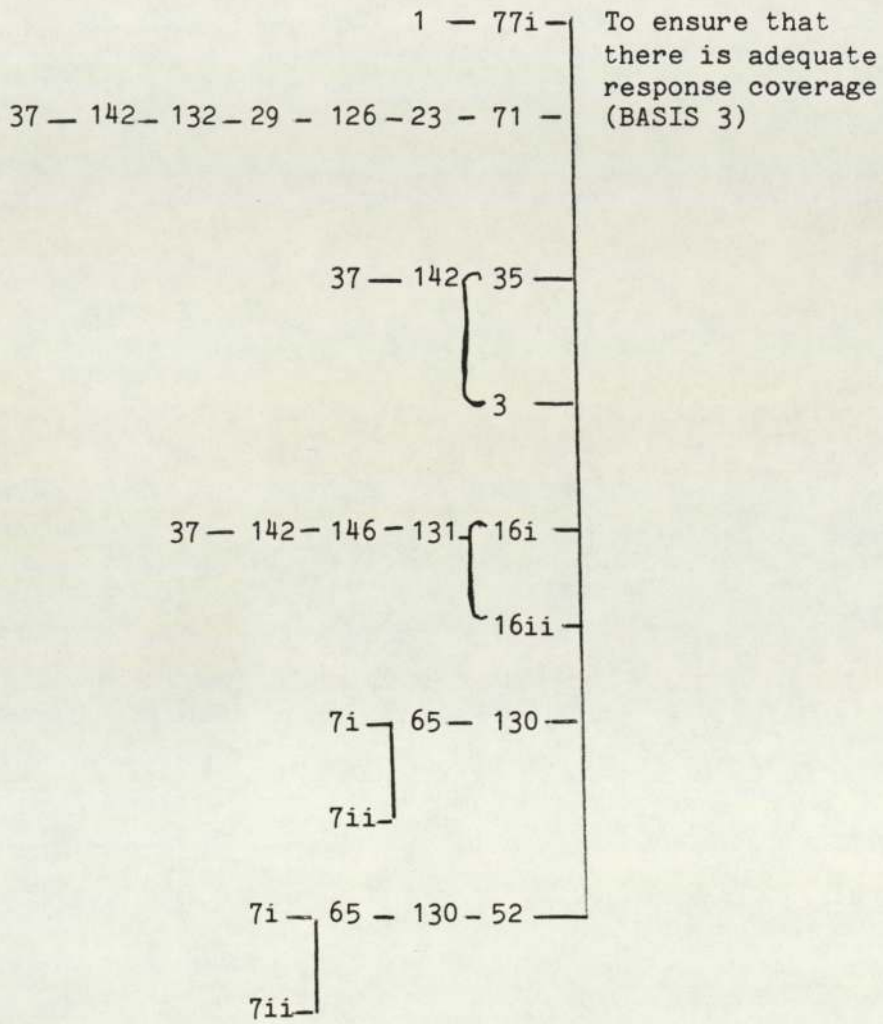 1 — 77i — To ensure that
there is adequate
response coverage
37 — 142 — 132 — 29 - 126 - 23 - 71 - (BASIS 3)
37 — 142 35 —
3 —
37 — 142 — 146 - 131 16i —
16ii —
7i — 65 — 130 —
7ii —
7i — 65 - 130 - 52 —
7ii —